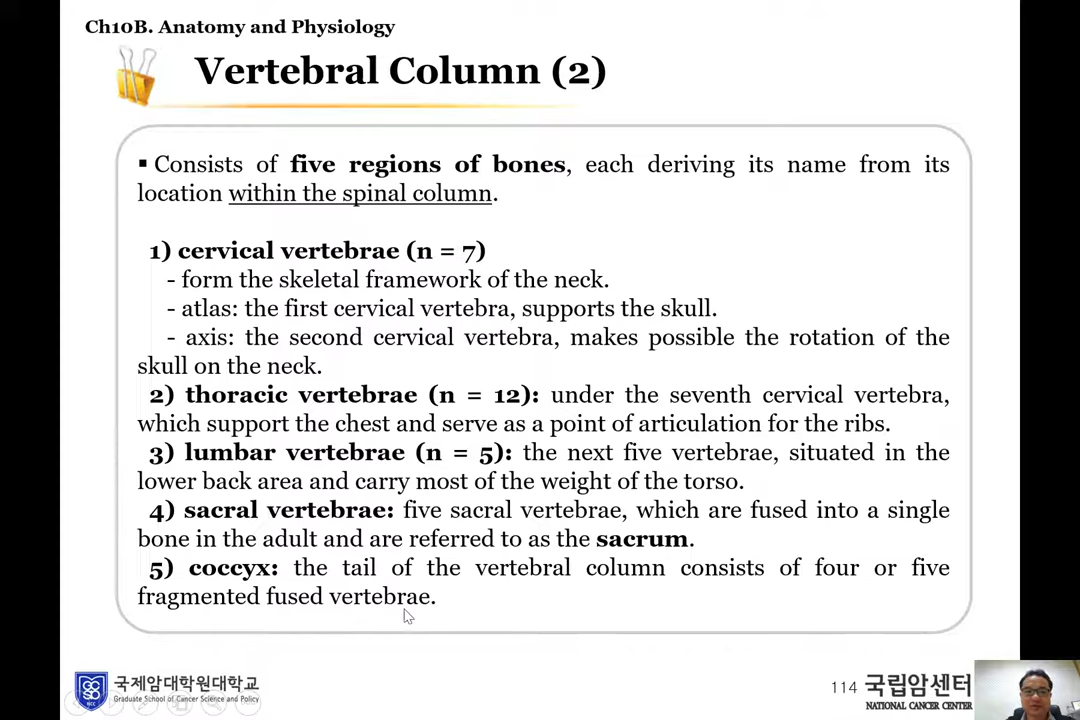 Ch10B. Anatomy and Physiology
Vertebral Column (2)
▪ Consists of five regions of bones, each deriving its name from its
location within the spinal column.
1) cervical vertebrae (n = 7)
- form the skeletal framework of the neck.
- atlas: the first cervical vertebra, supports the skull.
- axis: the second cervical vertebra, makes possible the rotation of the
skull on the neck.
2) thoracic vertebrae (n = 12): under the seventh cervical vertebra,
which support the chest and serve as a point of articulation for the ribs.
3) lumbar vertebrae (n = 5): the next five vertebrae, situated in the
lower back area and carry most of the weight of the torso.
4) sacral vertebrae: five sacral vertebrae, which are fused into a single
bone in the adult and are referred to as the sacrum.
5) coccyx: the tail of the vertebral column consists of four or five
fragmented fused vertebrae.
국제암대학원대학교
Graduate School of Cancer Science and Policy
114
국립암센터
NATIONAL CANCER CENTER